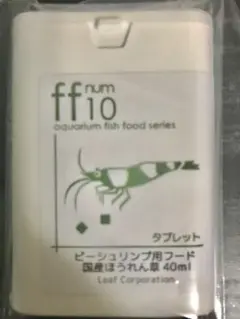 ff num 10
aquarium fish food series
タブレット
ビーシュリンプ用フード
国産ほうれん草 40ml
Leaf Corporation